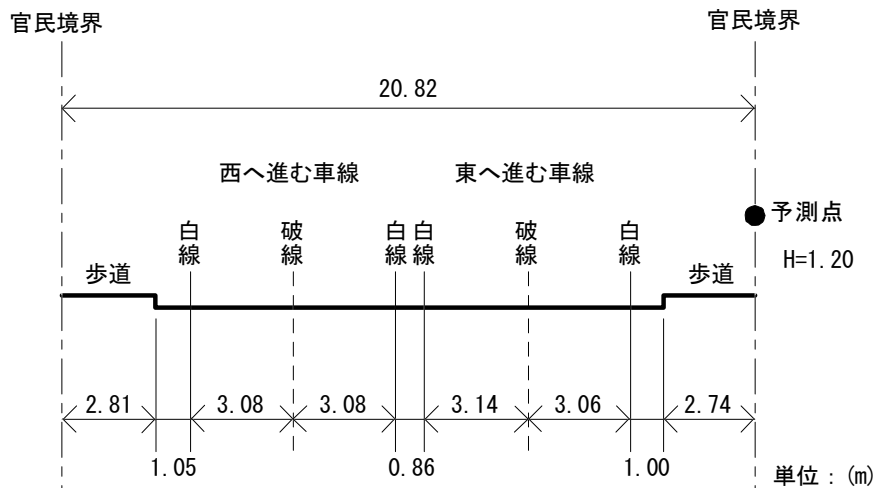 官民境界
官民境界
20.82
西へ進む車線
東へ進む車線
予測点
H=1.20
白線
破線
白線
白線
破線
白線
歩道
歩道
2.81
3.08
3.08
3.14
3.06
2.74
1.05
0.86
1.00
単位：(m)